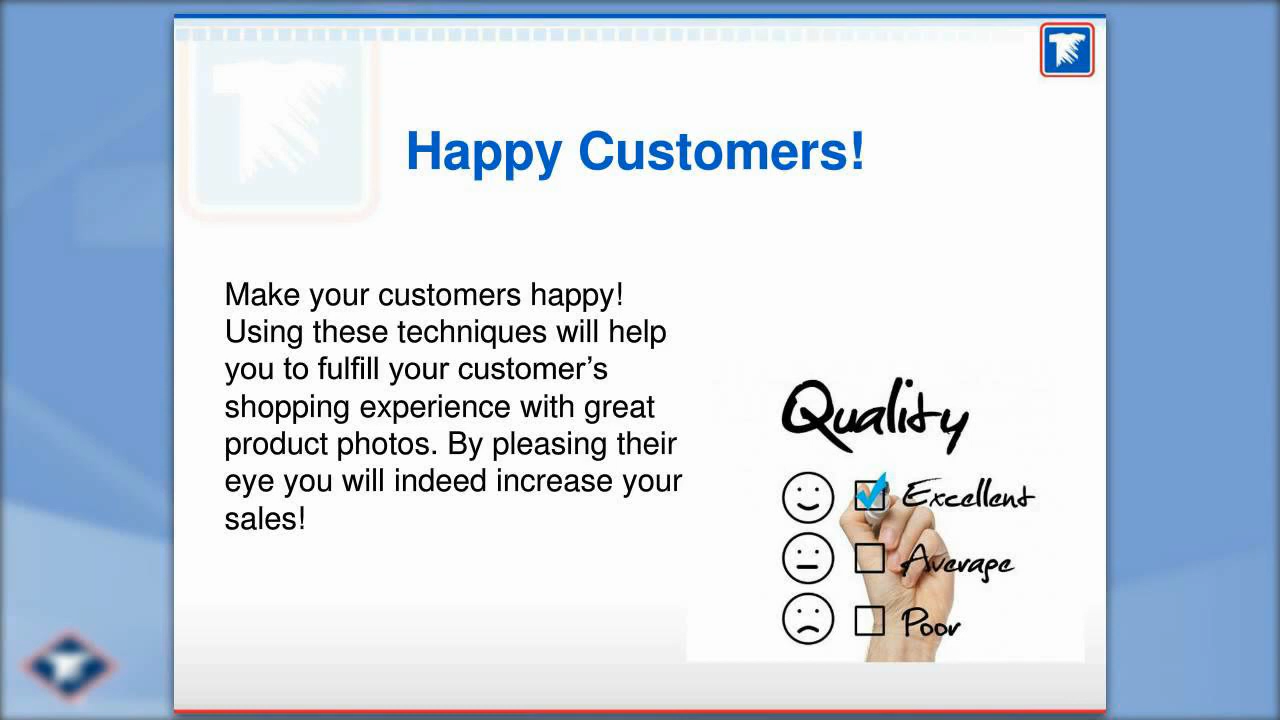 Happy Customers!
Make your customers happy!
Using these techniques will help
you to fulfill your customer’s
shopping experience with great
product photos. By pleasing their
eye you will indeed increase your
sales!
Quality
Excellent
Average
Poor